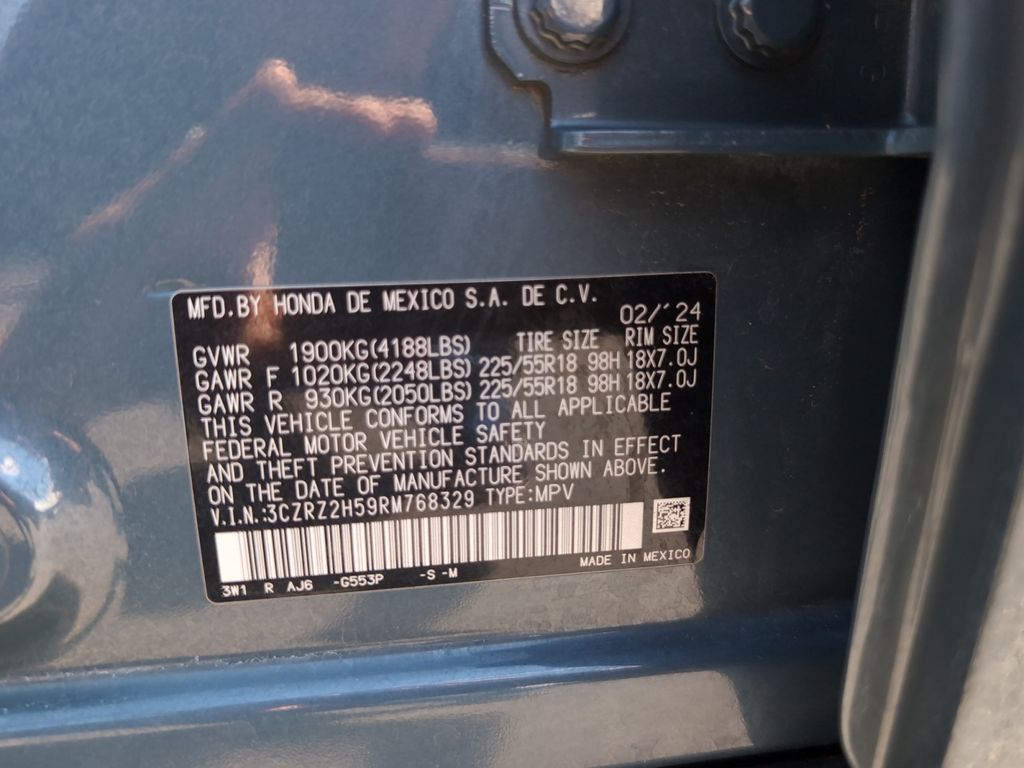 MFD.BY HONDA DE MEXICO S.A. DE C.V.
02/'24
GVWR 1900KG(4188LBS) TIRE SIZE RIM SIZE
GAWR F 1020KG(2248LBS) 225/55R18 98H 18X7.0J
GAWR R 930KG(2050LBS) 225/55R18 98H 18X7.0J
THIS VEHICLE CONFORMS TO ALL APPLICABLE
FEDERAL MOTOR VEHICLE SAFETY
AND THEFT PREVENTION STANDARDS IN EFFECT
ON THE DATE OF MANUFACTURE SHOWN ABOVE.
V.I.N.:3CZRZ2H59RM768329 TYPE:MPV
MADE IN MEXICO
3W1 R AJ6 -G553P -S -M